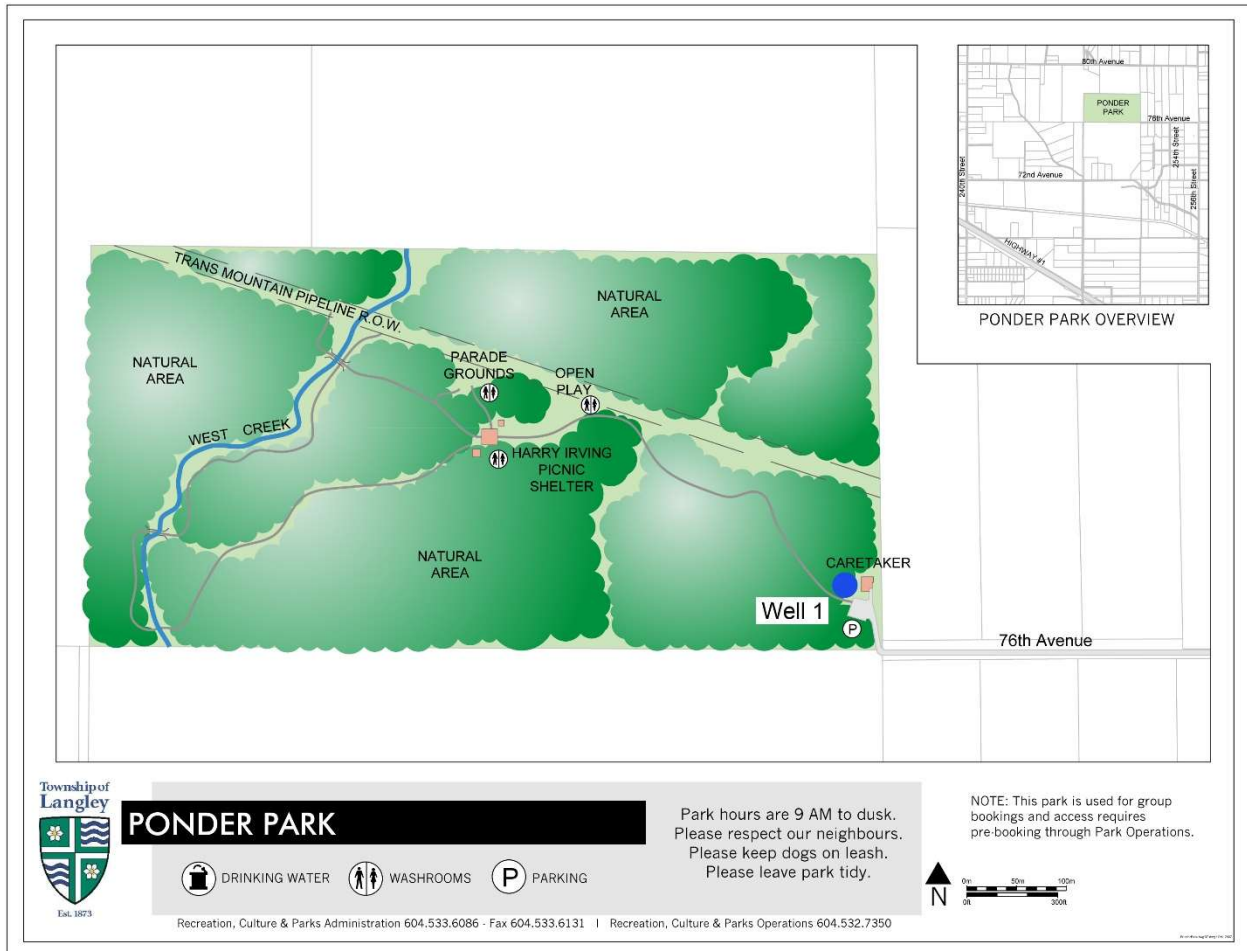 80th Avenue
PONDER
PARK
76th Avenue
254th Street
240th Street
72nd Avenue
256th Street
HIGHWAY #1
PONDER PARK OVERVIEW
TRANS MOUNTAIN PIPELINE R.O.W.
NATURAL
AREA
NATURAL
AREA
PARADE
GROUNDS
OPEN
PLAY
WEST CREEK
HARRY IRVING
PICNIC
SHELTER
NATURAL
AREA
CARETAKER
Well 1
P
76th Avenue
Township of
Langley
Est. 1873
PONDER PARK
DRINKING WATER
WASHROOMS
P PARKING
Park hours are 9 AM to dusk.
Please respect our neighbours.
Please keep dogs on leash.
Please leave park tidy.
NOTE: This park is used for group
bookings and access requires
pre-booking through Park Operations.
N
0m 50m 100m
0ft 300ft
Recreation, Culture & Parks Administration 604.533.6086 - Fax 604.533.6131 | Recreation, Culture & Parks Operations 604.532.7350